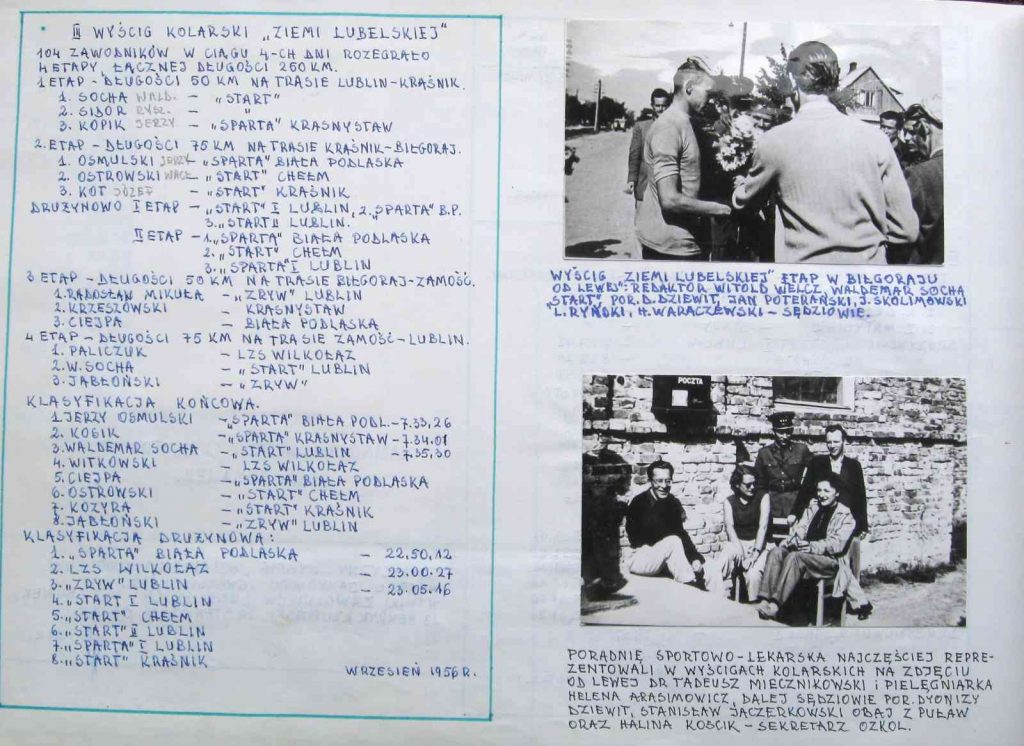 III WYŚCIG KOLARSKI „ZIEMI LUBELSKIEJ"
104 ZAWODNIKÓW W CIĄGU 4-CH DNI ROZEGRAŁO
4 ETAPY ŁĄCZNEJ DŁUGOŚCI 250 KM.
1 ETAP - DŁUGOŚCI 50 KM NA TRASIE LUBLIN-KRAŚNIK.
1. SOCHA WALD. - „START"
2. SIDOR RYSZ. - "
3. KOPIK JERZY - „SPARTA" KRASNYSTAW
2. ETAP - DŁUGOŚCI 75 KM NA TRASIE KRAŚNIK-BIŁGORAJ.
1. OSMULSKI JERZY „SPARTA" BIAŁA PODLASKA
2. OSTROWSKI WACŁ - „START" CHEŁM
3. KOT JÓZEF - „START" KRAŚNIK
DRUŻYNOWO I ETAP - „START" I LUBLIN, 2. „SPARTA" B.P.
3. „START II LUBLIN.
II ETAP - 1. „SPARTA" BIAŁA PODLASKA
2. „START" CHEŁM
3. „SPARTA" I LUBLIN
3 ETAP - DŁUGOŚCI 50 KM NA TRASIE BIŁGORAJ-ZAMOŚĆ.
1. RADOSŁAW MIKUŁA - „ZRYW" LUBLIN
2. KRZESZOWSKI - KRASNYSTAW
3. CIEJPA - BIAŁA PODLASKA
4 ETAP - DŁUGOŚCI 75 KM NA TRASIE ZAMOŚĆ-LUBLIN.
1. PALICZUK - LZS WILKOŁAZ
2. W. SOCHA - „START" LUBLIN
3. JABŁOŃSKI - „ZRYW"
KLASYFIKACJA KOŃCOWA.
1. JERZY OSMULSKI - „SPARTA" BIAŁA PODL. - 7.33,26
2. KOSIK - „SPARTA" KRASNYSTAW - 7.34.01
3. WALDEMAR SOCHA - „START" LUBLIN - 7.35,30
4. WITKOWSKI - LZS WILKOŁAZ
5. CIEJPA - „SPARTA" BIAŁA PODLASKA
6. OSTROWSKI - „START" CHEŁM
7. KOZYRA - „START" KRAŚNIK
8. JABŁOŃSKI - „ZRYW" LUBLIN
KLASYFIKACJA DRUŻYNOWA:
1. „SPARTA" BIAŁA PODLASKA - 22.50.12
2. LZS WILKOŁAZ - 23.00.27
3. „ZRYW" LUBLIN - 23.05.16
4. „START I LUBLIN
5. „START" CHEŁM
6. „START" II LUBLIN
7. „SPARTA" I LUBLIN
8. „START" KRAŚNIK
WRZESIEŃ 1956 R.
WYŚCIG „ZIEMI LUBELSKIEJ" ETAP W BIŁGORAJU
OD LEWEJ: REDAKTOR WITOLD WELCZ, WALDEMAR SOCHA
„START", POR. D. DZIEWIT, JAN POTERAŃSKI, J. SKOLIMOWSKI
L. RYŃSKI, H. WARACZEWSKI - SĘDZIOWIE.
POCZTA
PORADNIĘ SPORTOWO-LEKARSKA NAJCZĘŚCIEJ REPRE-
ZENTOWALI W WYŚCIGACH KOLARSKICH NA ZDJĘCIU
OD LEWEJ DR TADEUSZ MIECZNIKOWSKI i PIELĘGNIARKA
HELENA ARASIMOWICZ, DALEJ SĘDZIOWIE POR. DYONIZY
DZIEWIT, STANISŁAW JACZERKOWSKI OBAJ Z PUŁAW
ORAZ HALINA KOŚCIK - SEKRETARZ OZKOL.